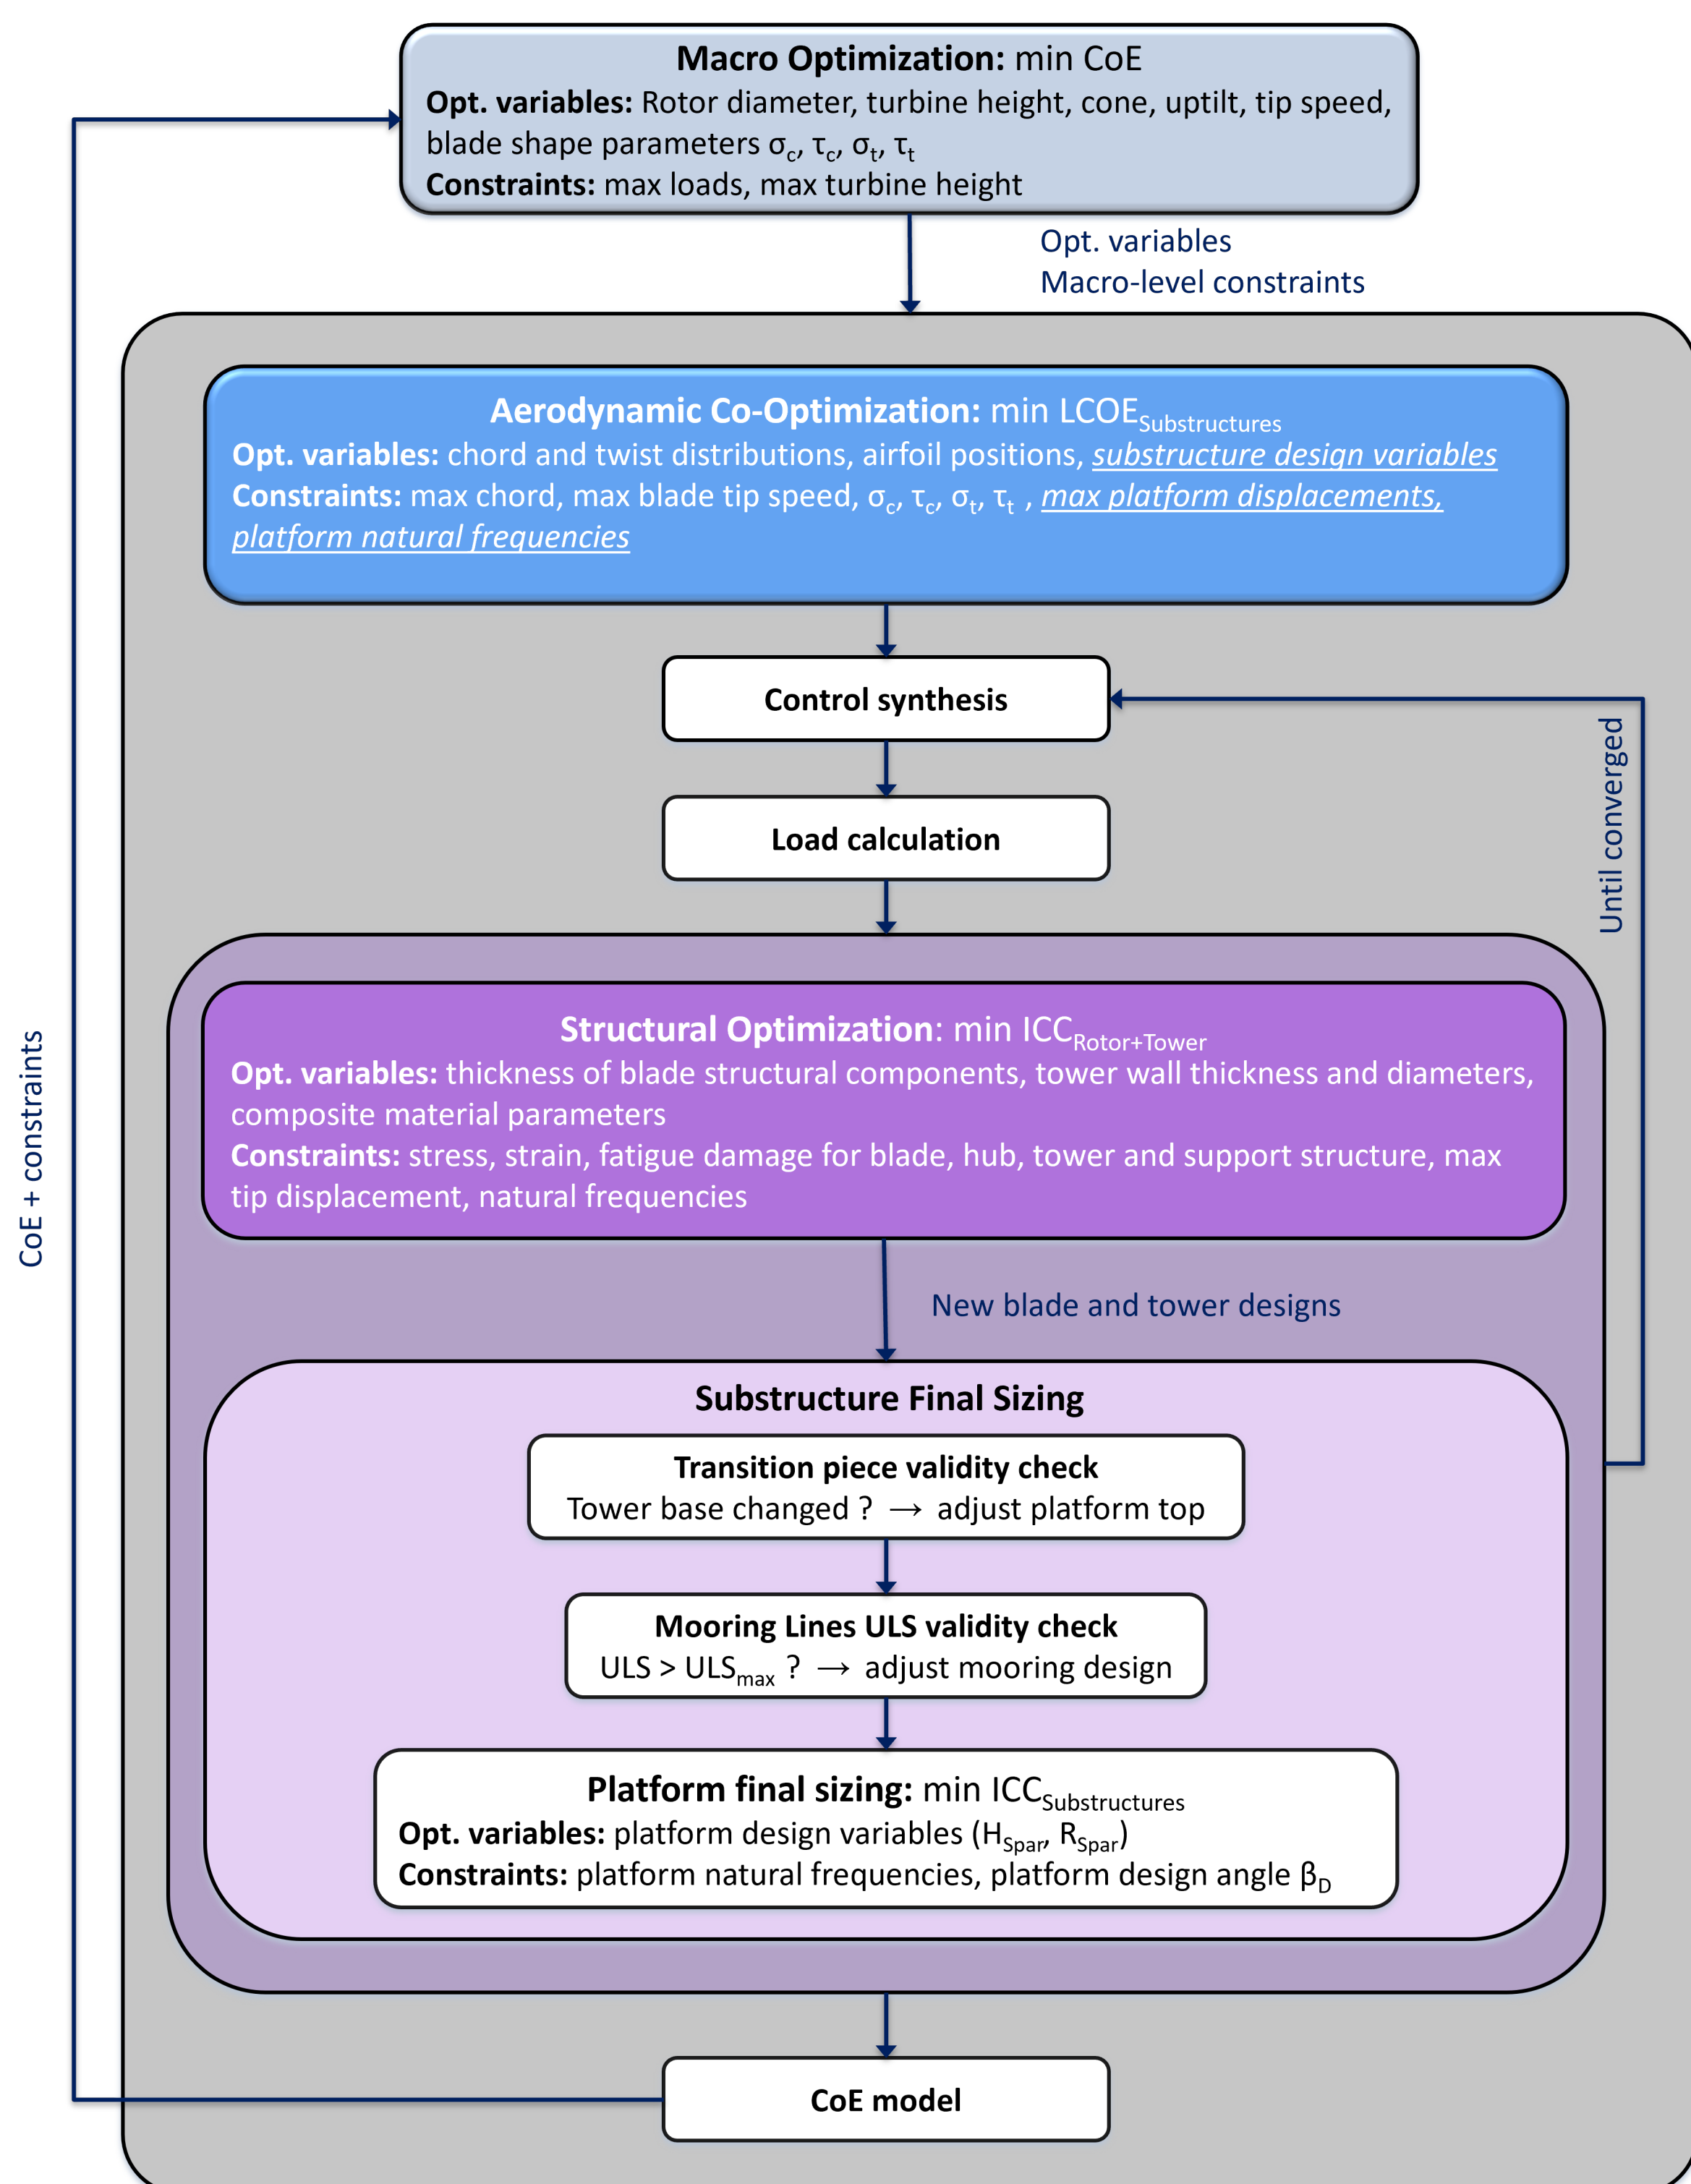 Macro Optimization: min CoE
Opt. variables: Rotor diameter, turbine height, cone, uptilt, tip speed,
blade shape parameters σc, τc, σt, τt
Constraints: max loads, max turbine height
Opt. variables
Macro-level constraints
Aerodynamic Co-Optimization: min LCOESubstructures
Opt. variables: chord and twist distributions, airfoil positions, substructure design variables
Constraints: max chord, max blade tip speed, σc, τc, σt, τt , max platform displacements,
platform natural frequencies
Control synthesis
Until converged
Load calculation
Structural Optimization: min ICCRotor+Tower
Opt. variables: thickness of blade structural components, tower wall thickness and diameters,
composite material parameters
Constraints: stress, strain, fatigue damage for blade, hub, tower and support structure, max
tip displacement, natural frequencies
CoE + constraints
New blade and tower designs
Substructure Final Sizing
Transition piece validity check
Tower base changed ? → adjust platform top
Mooring Lines ULS validity check
ULS > ULSmax ? → adjust mooring design
Platform final sizing: min ICCSubstructures
Opt. variables: platform design variables (HSpar, RSpar)
Constraints: platform natural frequencies, platform design angle βD
CoE model